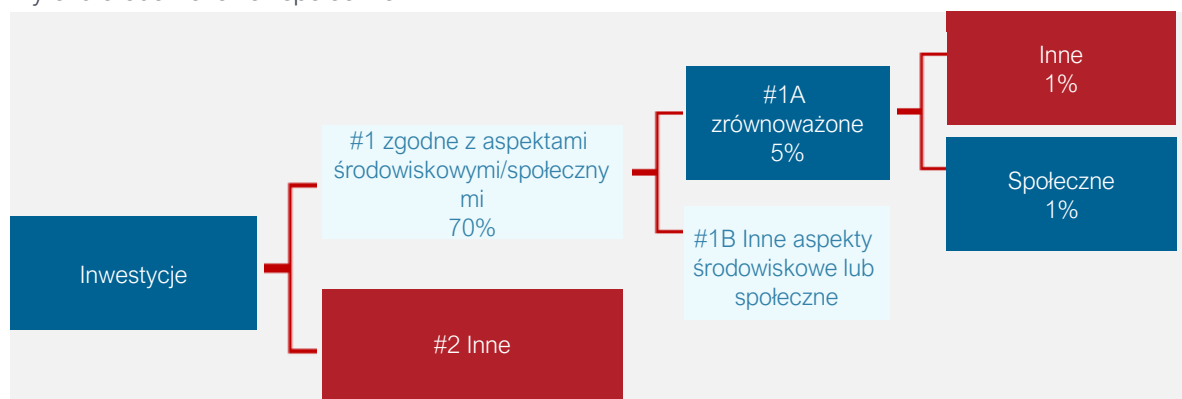 Inwestycje
#1 zgodne z aspektami
środowiskowymi/społeczny
mi
70%
#2 Inne
#1A
zrównoważone
5%
#1B Inne aspekty
środowiskowe lub
społeczne
Inne
1%
Społeczne
1%